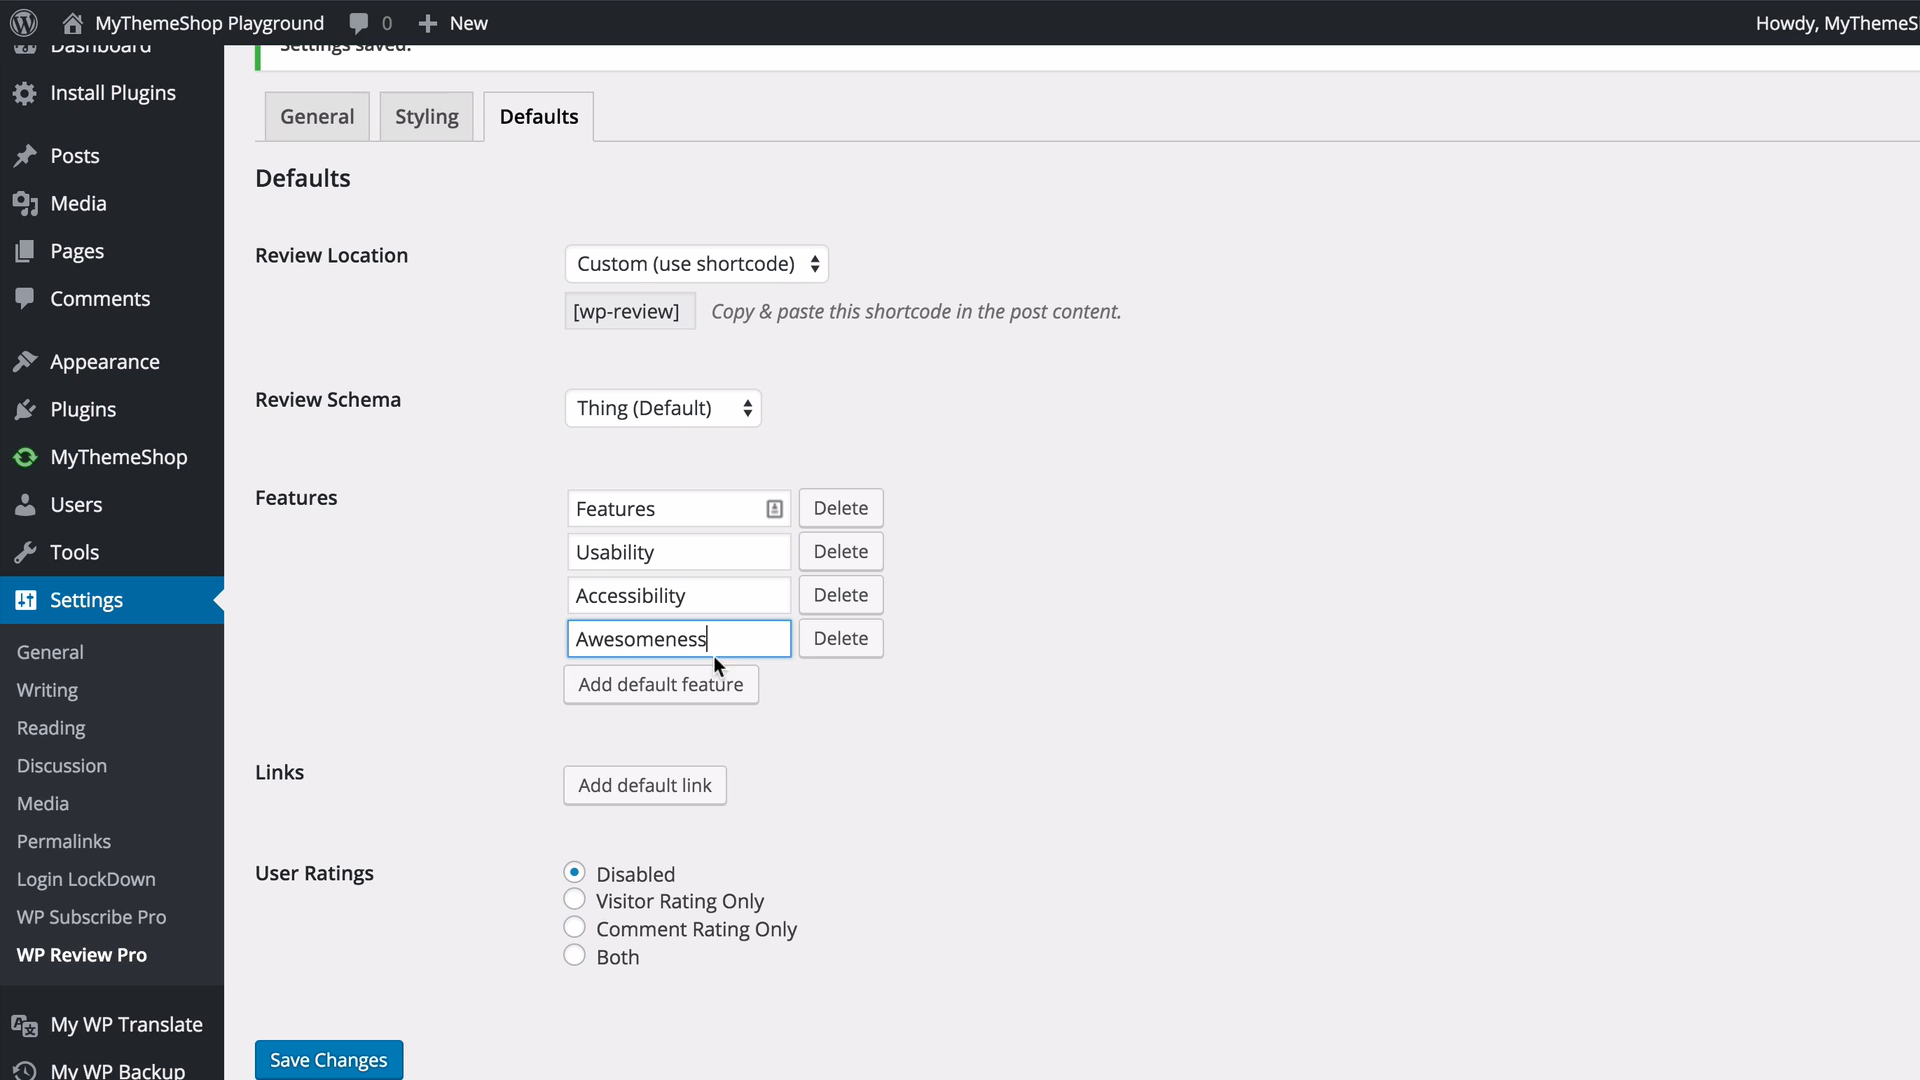 MyThemeShop Playground 0 New Howdy, MyThemeS
Dashboard
Settings saved.
Install Plugins
Posts
Media
Pages
Comments
Appearance
Plugins
MyThemeShop
Users
Tools
Settings
General
Writing
Reading
Discussion
Media
Permalinks
Login LockDown
WP Subscribe Pro
WP Review Pro
My WP Translate
My WP Backup
General Styling Defaults
Defaults
Review Location Custom (use shortcode)
[wp-review] Copy & paste this shortcode in the post content.
Review Schema Thing (Default)
Features Features Delete
Usability Delete
Accessibility Delete
Awesomeness Delete
Add default feature
Links Add default link
User Ratings Disabled
Visitor Rating Only
Comment Rating Only
Both
Save Changes